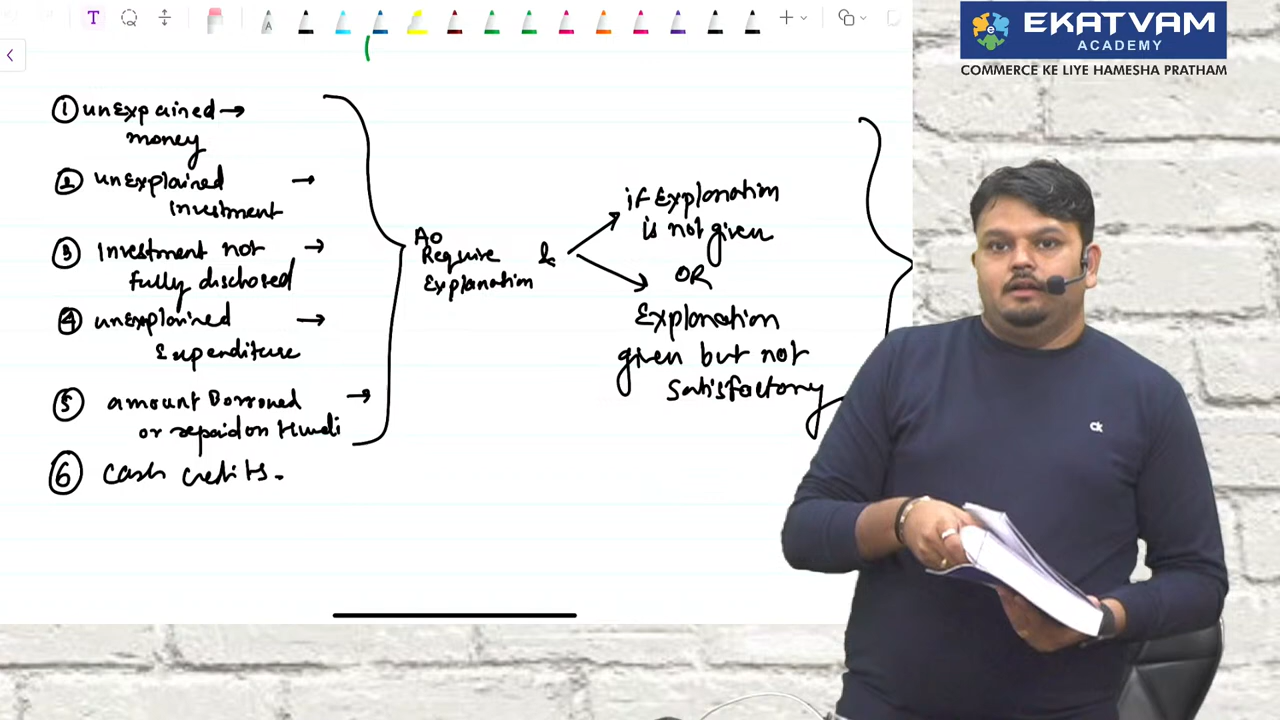 EKATVAM
ACADEMY
COMMERCE KE LIYE HAMESHA PRATHAM
① unexpained →
money
② unexplained →
Investment
③ Investment not →
fully disclosed
④ unexplained →
Expenditure
⑤ amount Borrowed →
or repaid on Hundi
⑥ cash credits.
AO
Require
Explanation
&
if Explanation
is not given
OR
Explanation
given but not
Satisfactory
CK